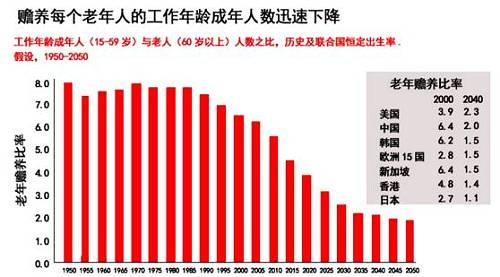 赡养每个老年人的工作年龄成年人数迅速下降
工作年龄成年人（15-59 岁）与老人（60 岁以上）人数之比，历史及联合国恒定出生率.
假设，1950-2050
老年赡养比率
8.0
7.0
6.0
5.0
4.0
3.0
2.0
1.0
0.0
1950 1955 1960 1965 1970 1975 1980 1985 1990 1995 2000 2005 2010 2015 2020 2025 2030 2035 2040 2045 2050
老年赡养比率
2000 2040
美国 3.9 2.3
中国 6.4 2.0
韩国 6.2 1.5
欧洲 15 国 2.8 1.5
新加坡 6.4 1.5
香港 4.8 1.4
日本 2.7 1.1